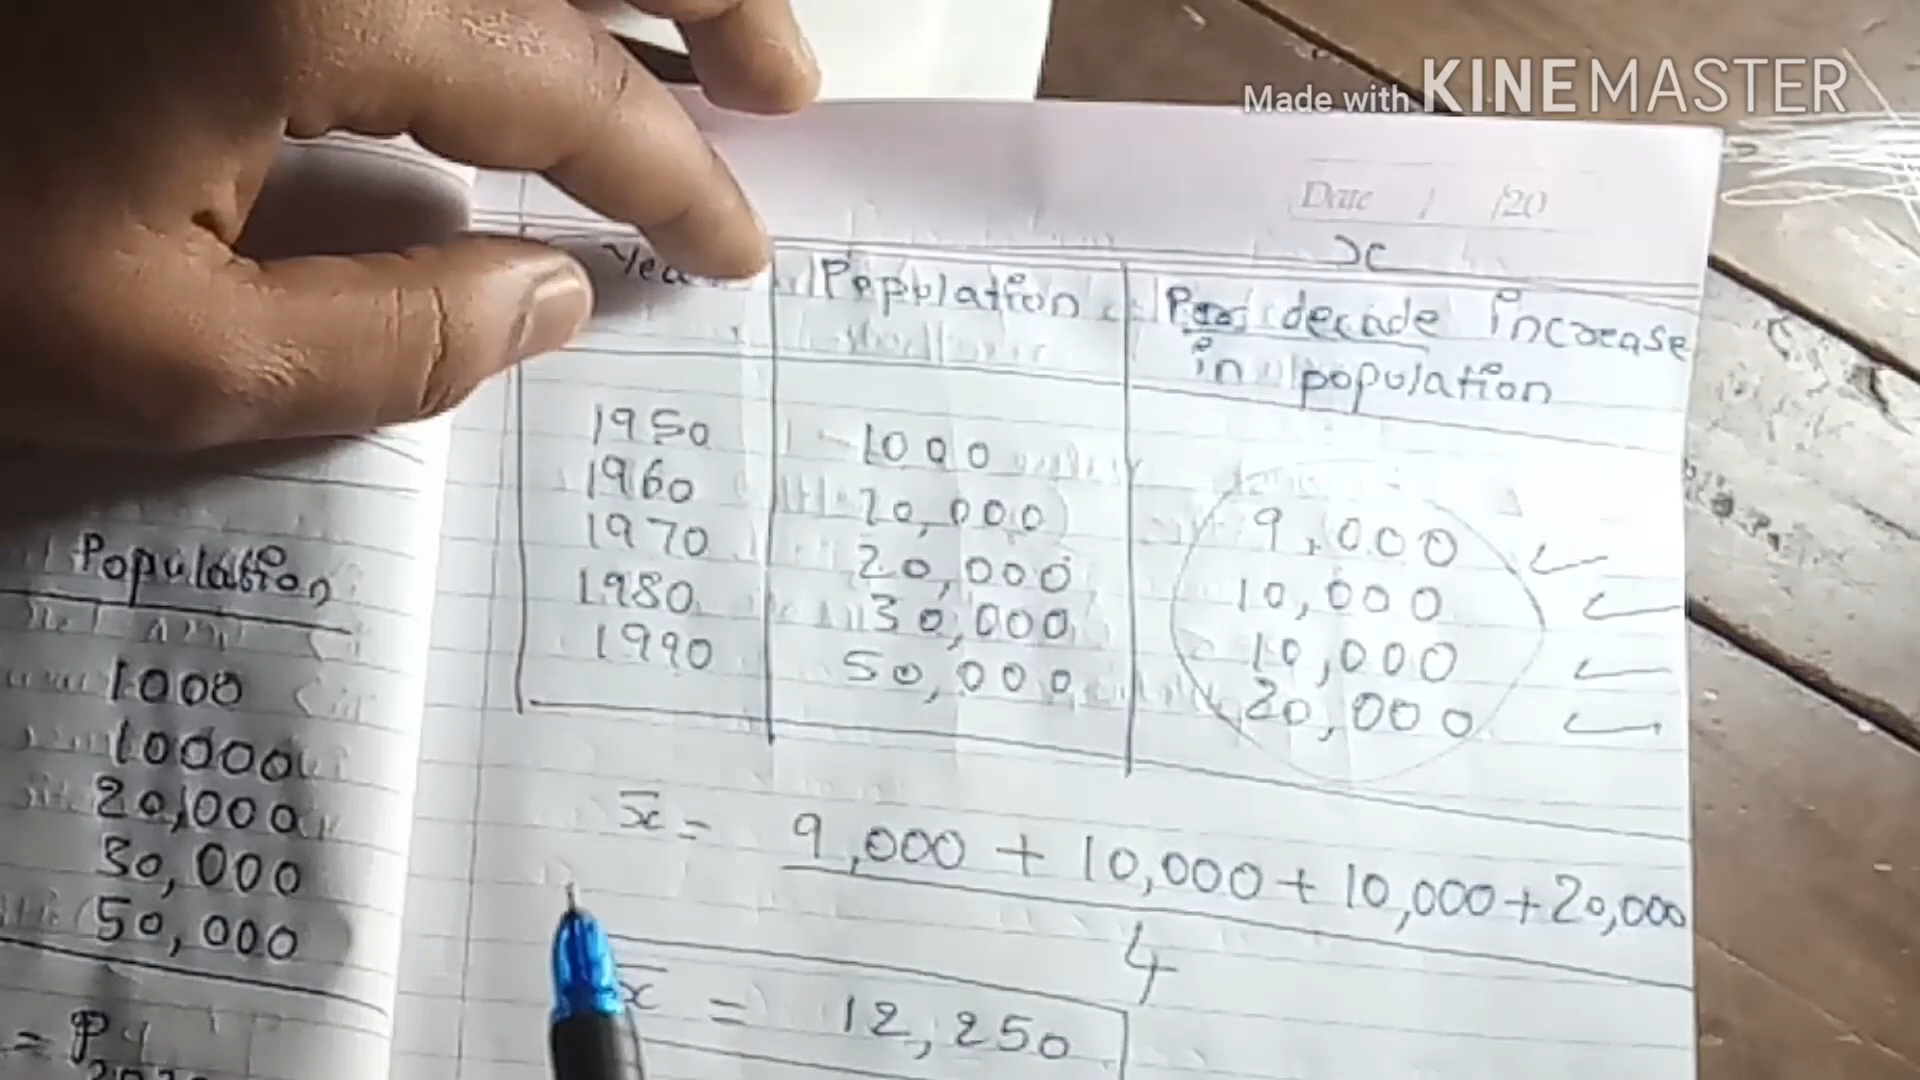 Made with KINEMASTER
Date / /20
x
Population
Per decade increase
in population
1950 1000
1960 10,000 9,000
1970 20,000 10,000
1980 30,000 10,000
1990 50,000 20,000
x̄ = 9,000 + 10,000 + 10,000 + 20,000
4
x̄ = 12,250
Population
1000
10000
20,000
30,000
50,000
= P